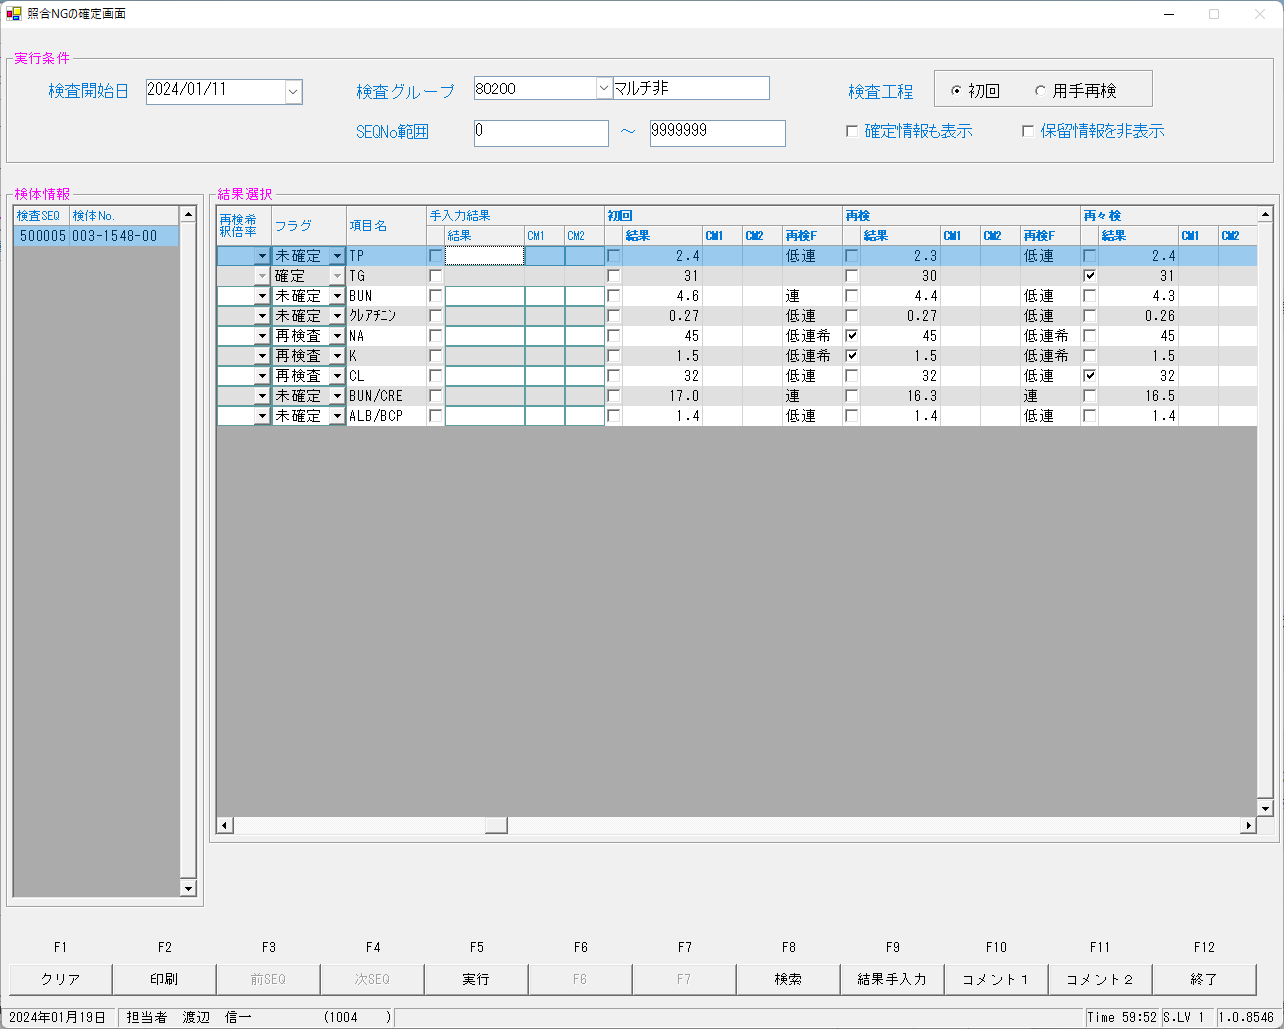 照合NGの確定画面
実行条件
検査開始日 2024/01/11 検査グループ 80200 マルチ非 検査工程 初回 用手再検
SEQNo範囲 0 ～ 9999999 確定情報も表示 保留情報を非表示
検体情報
検査SEQ 検体No.
500005 003-1548-00
結果選択
再検希釈倍率 フラグ 項目名 手入力結果 初回 再検 再々検
結果 CM1 CM2 結果 CM1 CM2 再検F 結果 CM1 CM2 再検F 結果 CM1 CM2
未確定 TP 2.4 低連 2.3 低連 2.4
確定 TG 31 30 31
未確定 BUN 4.6 連 4.4 低連 4.3
未確定 ｸﾚｱﾁﾆﾝ 0.27 低連 0.27 低連 0.26
再検査 NA 45 低連希 45 低連希 45
再検査 K 1.5 低連希 1.5 低連希 1.5
再検査 CL 32 低連 32 低連 32
未確定 BUN/CRE 17.0 連 16.3 連 16.5
未確定 ALB/BCP 1.4 低連 1.4 低連 1.4
F1 F2 F3 F4 F5 F6 F7 F8 F9 F10 F11 F12
クリア 印刷 前SEQ 次SEQ 実行 F6 F7 検索 結果手入力 コメント１ コメント２ 終了
2024年01月19日 担当者 渡辺 信一 (1004 ) Time 59:52 S.LV 1 1.0.8546